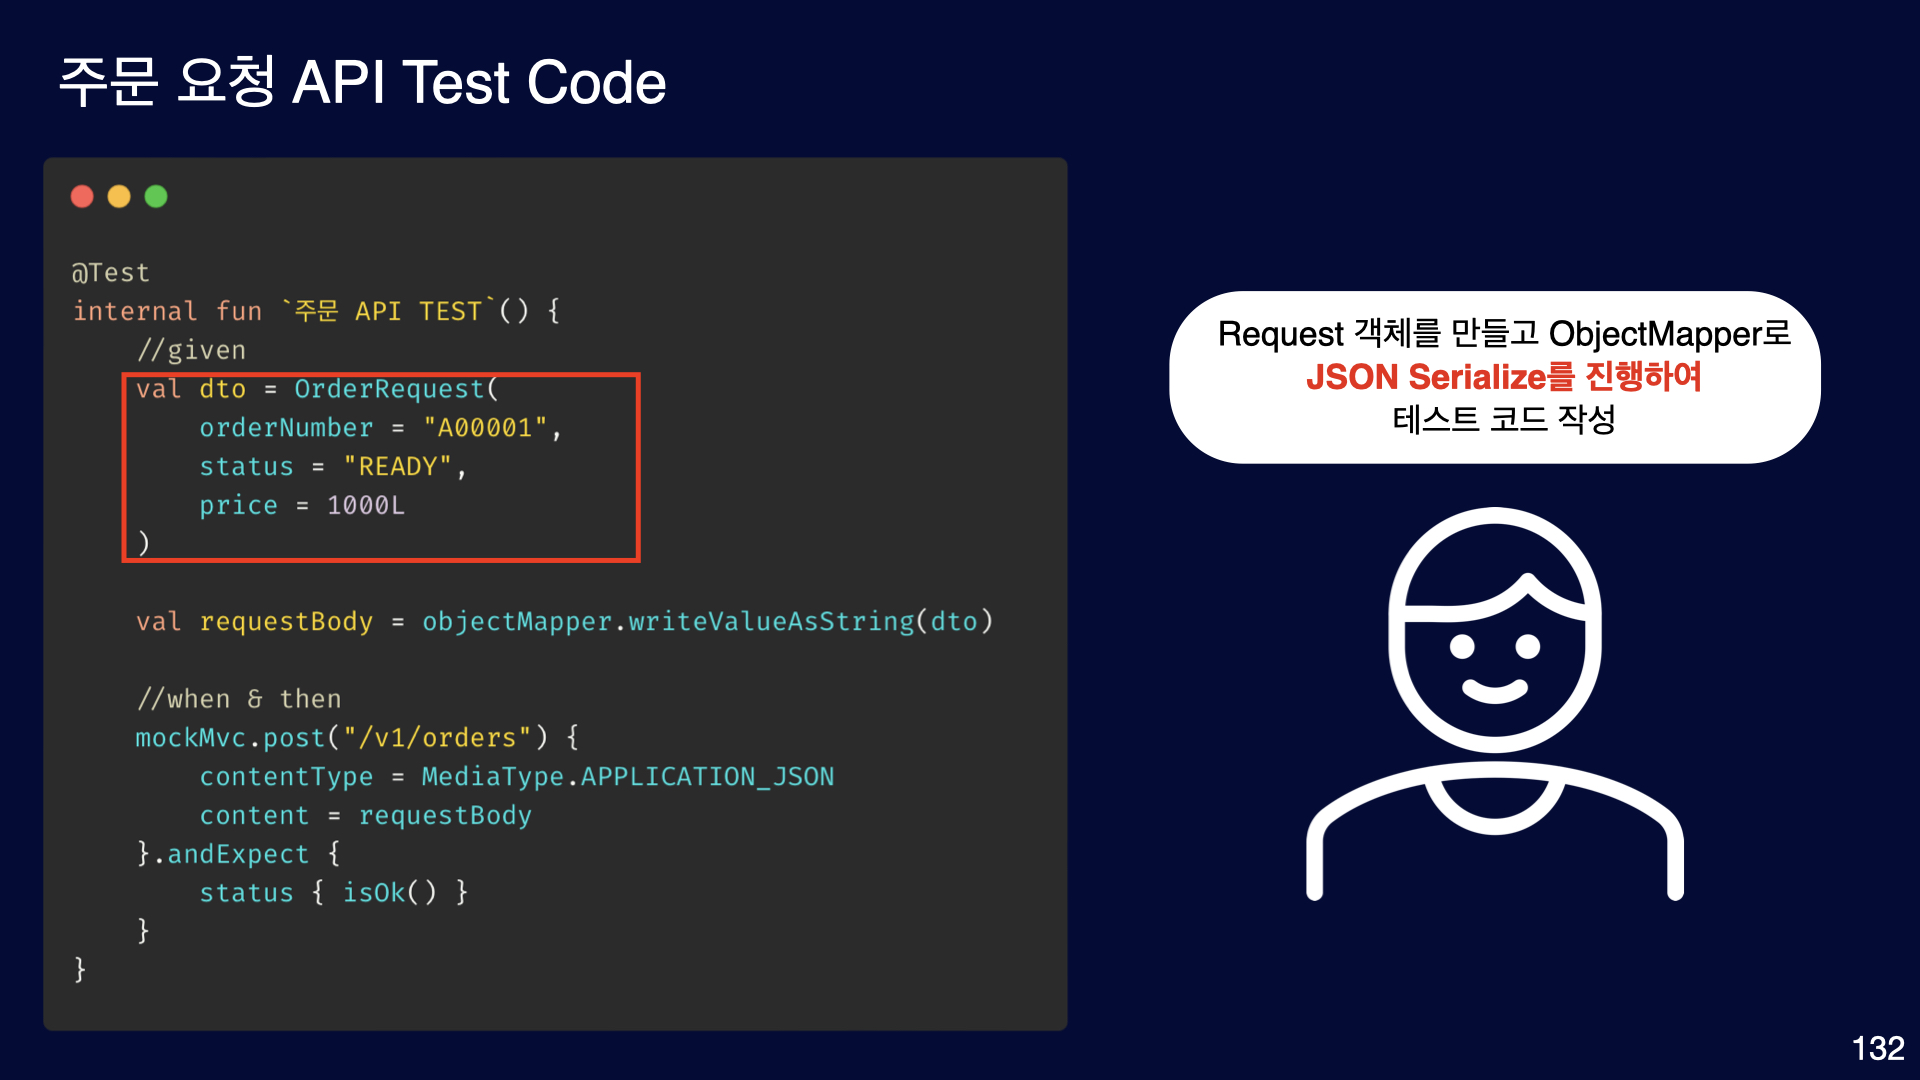 주문 요청 API Test Code
@Test
internal fun `주문 API TEST`() {
    //given
    val dto = OrderRequest(
        orderNumber = "A00001",
        status = "READY",
        price = 1000L
    )
    val requestBody = objectMapper.writeValueAsString(dto)
    //when & then
    mockMvc.post("/v1/orders") {
        contentType = MediaType.APPLICATION_JSON
        content = requestBody
    }.andExpect {
        status { isOk() }
    }
}
Request 객체를 만들고 ObjectMapper로
JSON Serialize를 진행하여
테스트 코드 작성
132